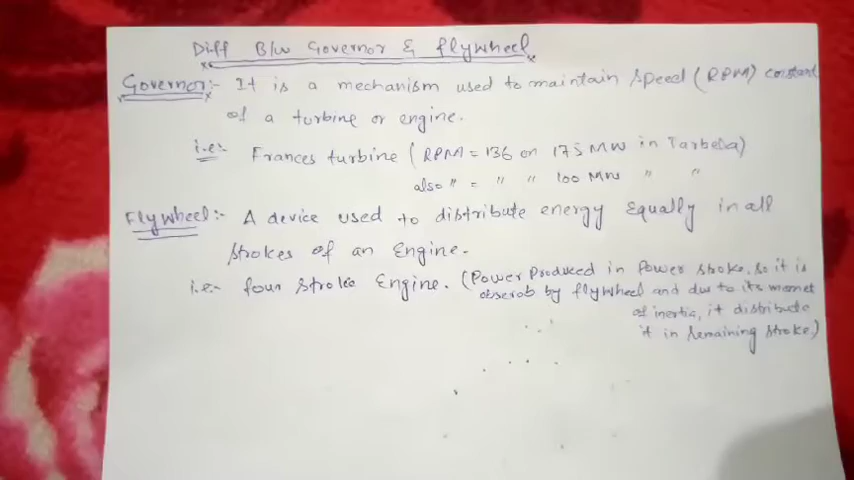 Diff B/w Governor & flywheel
Governor:- It is a mechanism used to maintain Speed (RPM) constant
of a turbine or engine.
i.e:- Frances turbine (RPM = 136 on 175 MW in Tarbela)
also " = " " 100 MW " "
Flywheel:- A device used to distribute energy Equally in all
strokes of an Engine.
i.e- four stroke Engine. (Power Produced in Power stroke, so it is
obserob by flywheel and due to its momet
of inertia, it distribute
it in remaining stroke)